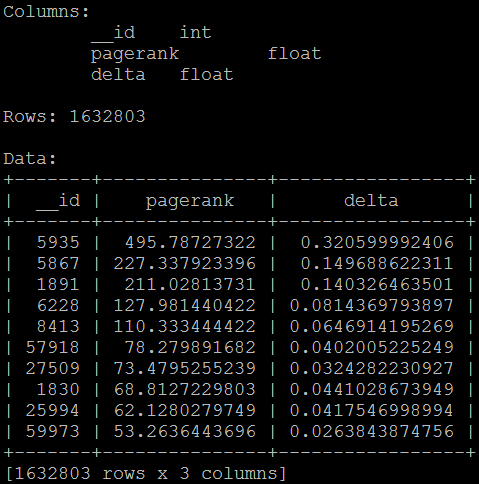 Columns:
        __id    int
        pagerank        float
        delta   float

Rows: 1632803

Data:
+-------+---------------+-----------------+
|  __id |    pagerank   |      delta      |
+-------+---------------+-----------------+
|  5935 |  495.78727322 |  0.320599992406 |
|  5867 | 227.337923396 |  0.149688622311 |
|  1891 |  211.02813731 |  0.140326463501 |
|  6228 | 127.981440422 | 0.0814369793897 |
|  8413 | 110.333444422 | 0.0646914195269 |
| 57918 |  78.279891682 | 0.0402005225249 |
| 27509 | 73.4795255239 | 0.0324282230927 |
|  1830 | 68.8127229803 | 0.0441028673949 |
| 25994 | 62.1280279749 | 0.0417546998994 |
| 59973 | 53.2636443696 | 0.0263843874756 |
+-------+---------------+-----------------+
[1632803 rows x 3 columns]